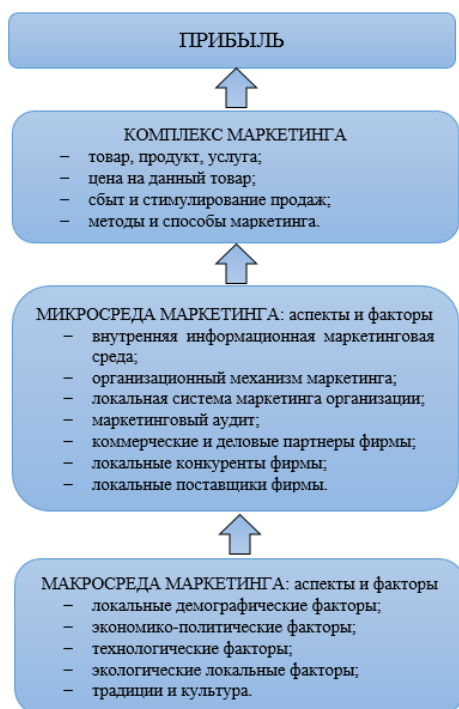 ПРИБЫЛЬ
КОМПЛЕКС МАРКЕТИНГА
– товар, продукт, услуга;
– цена на данный товар;
– сбыт и стимулирование продаж;
– методы и способы маркетинга.
МИКРОСРЕДА МАРКЕТИНГА: аспекты и факторы
– внутренняя информационная маркетинговая
среда;
– организационный механизм маркетинга;
– локальная система маркетинга организации;
– маркетинговый аудит;
– коммерческие и деловые партнеры фирмы;
– локальные конкуренты фирмы;
– локальные поставщики фирмы.
МАКРОСРЕДА МАРКЕТИНГА: аспекты и факторы
– локальные демографические факторы;
– экономико-политические факторы;
– технологические факторы;
– экологические локальные факторы;
– традиции и культура.